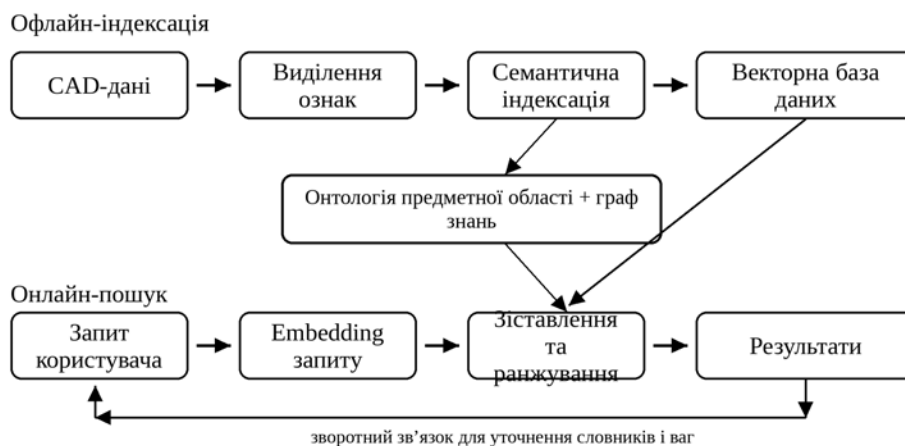 Офлайн-індексація
CAD-дані
Виділення
ознак
Семантична
індексація
Векторна база
даних
Онтологія предметної області + граф
знань
Онлайн-пошук
Запит
користувача
Embedding
запиту
Зіставлення
та
ранжування
Результати
зворотний зв’язок для уточнення словників і ваг